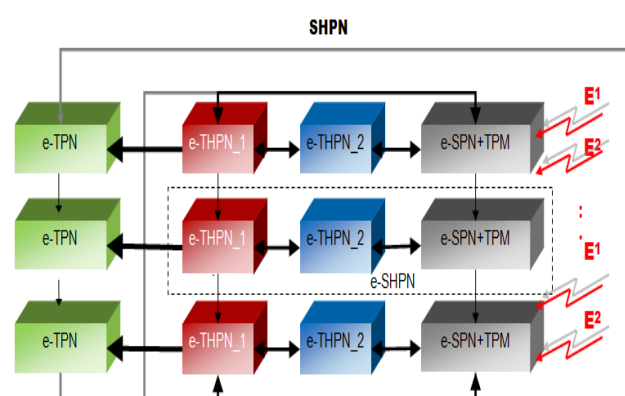 SHPN
E1
e-TPN
e-THPN_1
e-THPN_2
e-SPN+TPM
E2
e-TPN
e-THPN_1
e-THPN_2
e-SPN+TPM
:
.
E1
e-SHPN
e-TPN
e-THPN_1
e-THPN_2
e-SPN+TPM
E2